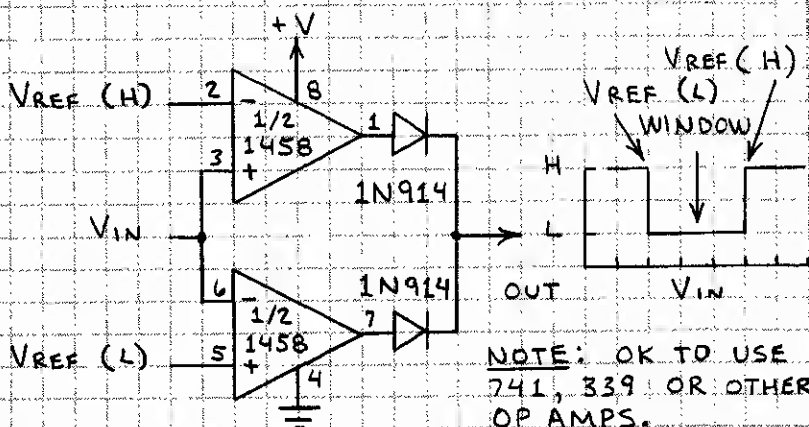 +V
VREF (H)
2
-
8
1/2
1458
3
+
1
1N914
VIN
6
-
1/2
1458
5
+
7
4
1N914
VREF (L)
VREF (H)
VREF (L)
WINDOW
H
L
OUT
VIN
NOTE: OK TO USE
741, 339 OR OTHER
OP AMPS.